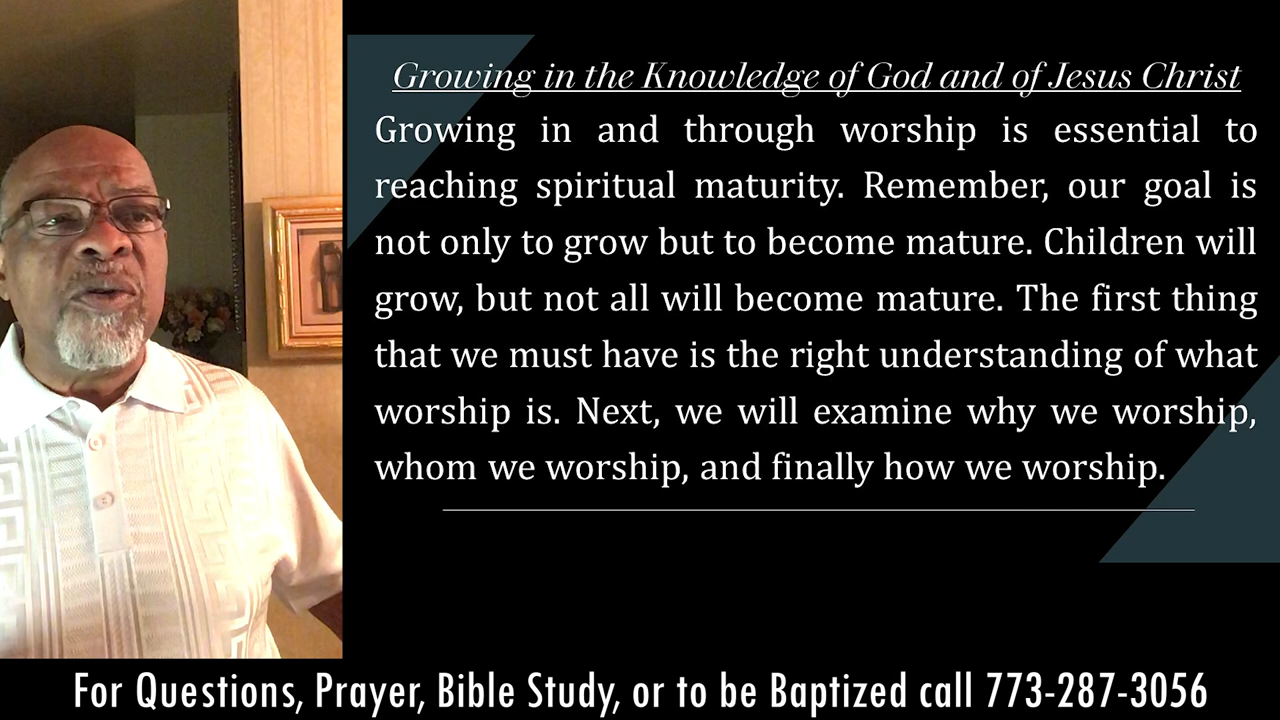 Growing in the Knowledge of God and of Jesus Christ
Growing in and through worship is essential to
reaching spiritual maturity. Remember, our goal is
not only to grow but to become mature. Children will
grow, but not all will become mature. The first thing
that we must have is the right understanding of what
worship is. Next, we will examine why we worship,
whom we worship, and finally how we worship.
For Questions, Prayer, Bible Study, or to be Baptized call 773-287-3056